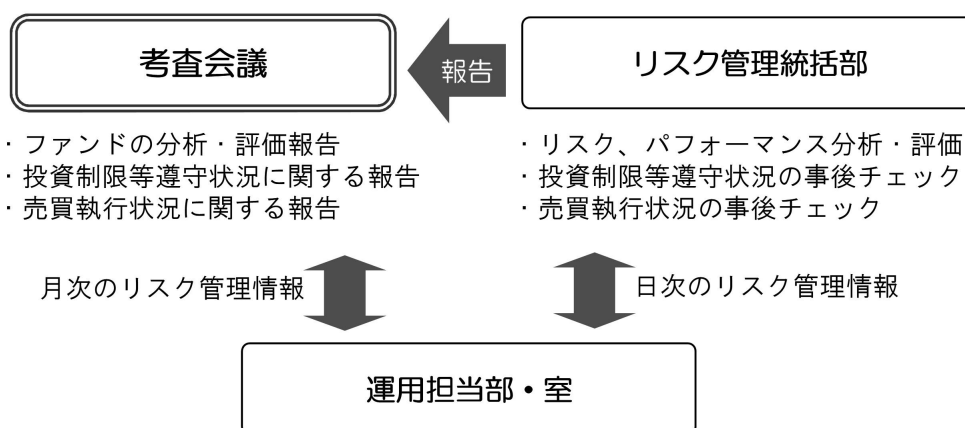 考査会議
報告
リスク管理統括部
・ファンドの分析・評価報告
・投資制限等遵守状況に関する報告
・売買執行状況に関する報告
・リスク、パフォーマンス分析・評価
・投資制限等遵守状況の事後チェック
・売買執行状況の事後チェック
月次のリスク管理情報
日次のリスク管理情報
運用担当部・室